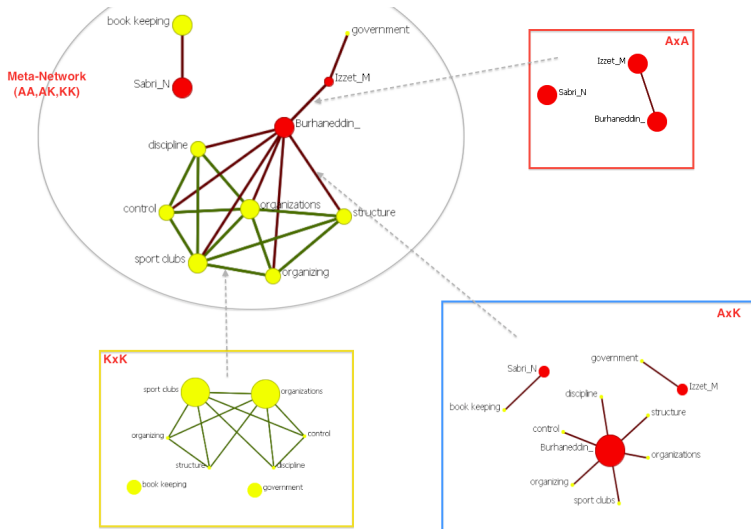 book keeping
government
Meta-Network
(AA,AK,KK)
Sabri_N
Izzet_M
Burhaneddin_
discipline
control
organizations
structure
sport clubs
organizing
AxA
Izzet_M
Sabri_N
Burhaneddin_
KxK
sport clubs
organizations
organizing
control
structure
discipline
book keeping
government
AxK
Sabri_N
government
Izzet_M
book keeping
discipline
structure
control
Burhaneddin_
organizations
organizing
sport clubs